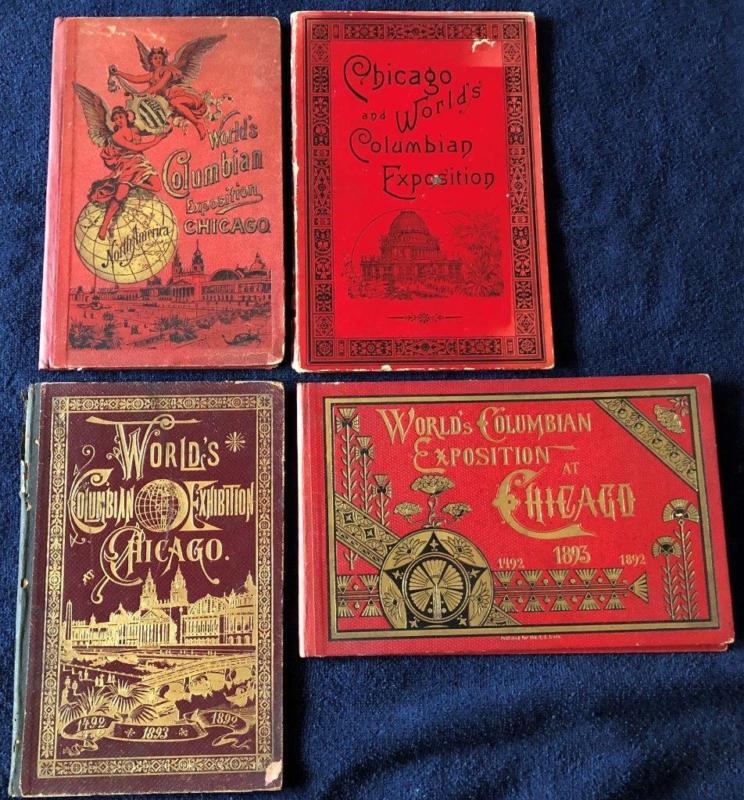 World's
Columbian
Exposition
CHICAGO.
North America
Chicago
and World's
Columbian
Exposition
WORLD'S
COLUMBIAN EXHIBITION
AT CHICAGO.
1492 1893 1892
WORLD'S COLUMBIAN
EXPOSITION AT
CHICAGO
1492 1893 1892